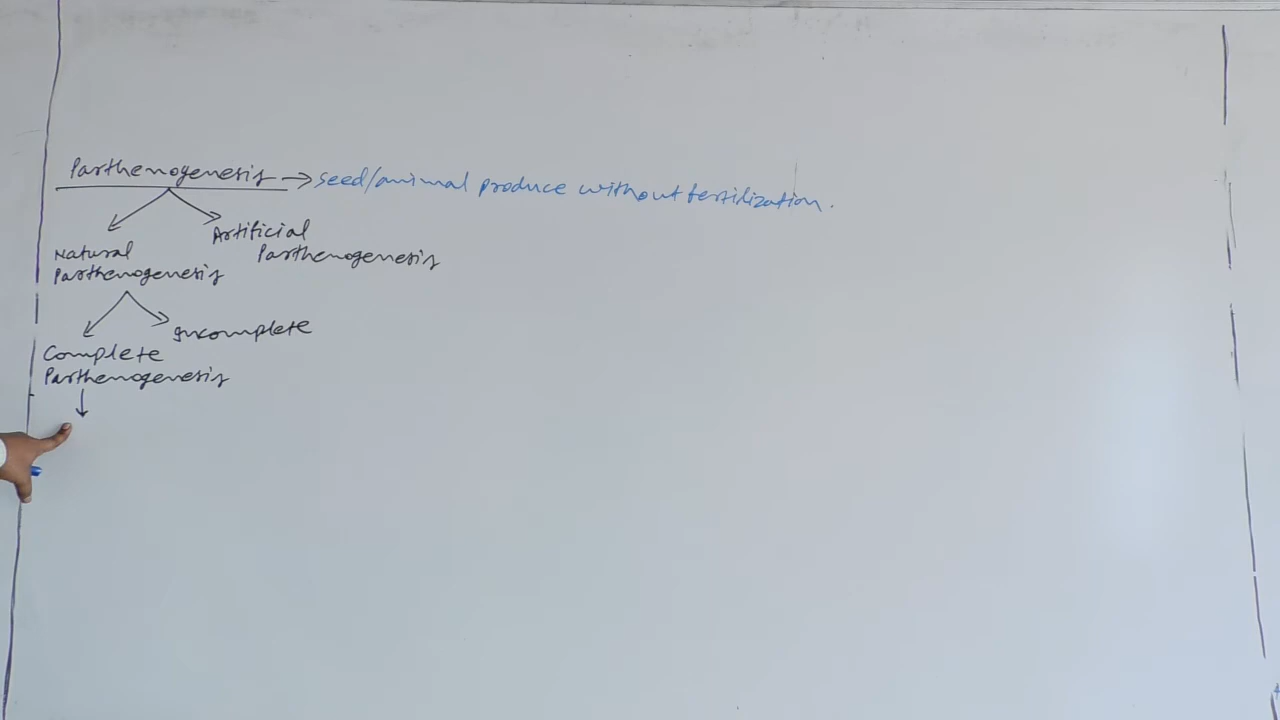 Parthenogenesis → seed/animal produce without fertilization.
Artificial
Parthenogenesis
Natural
Parthenogenesis
Incomplete
Complete
Parthenogenesis